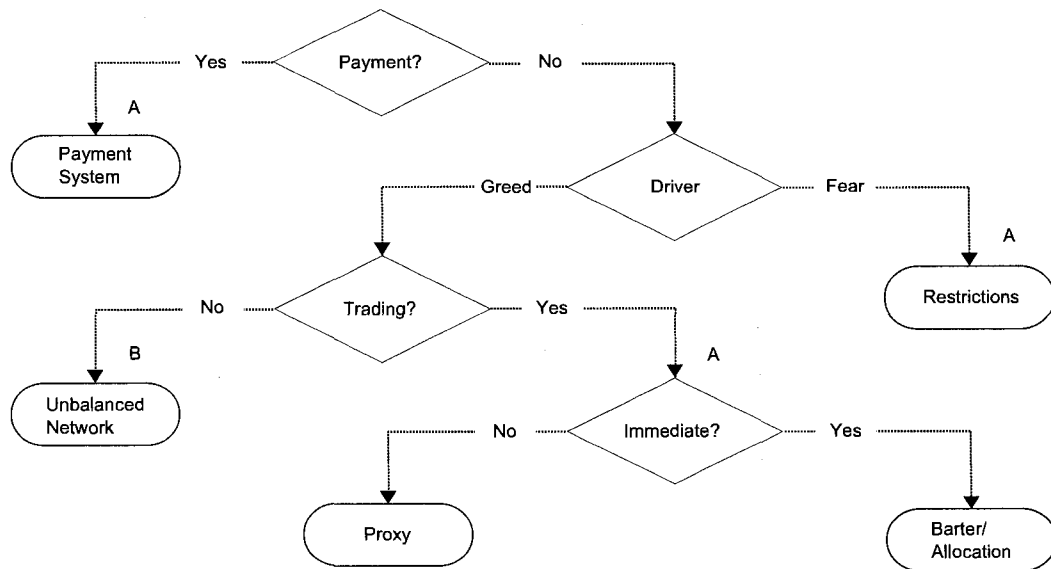 Yes
Payment?
No
A
Payment
System
Greed
Driver
Fear
A
Restrictions
No
Trading?
Yes
B
A
Unbalanced
Network
No
Immediate?
Yes
Proxy
Barter/
Allocation